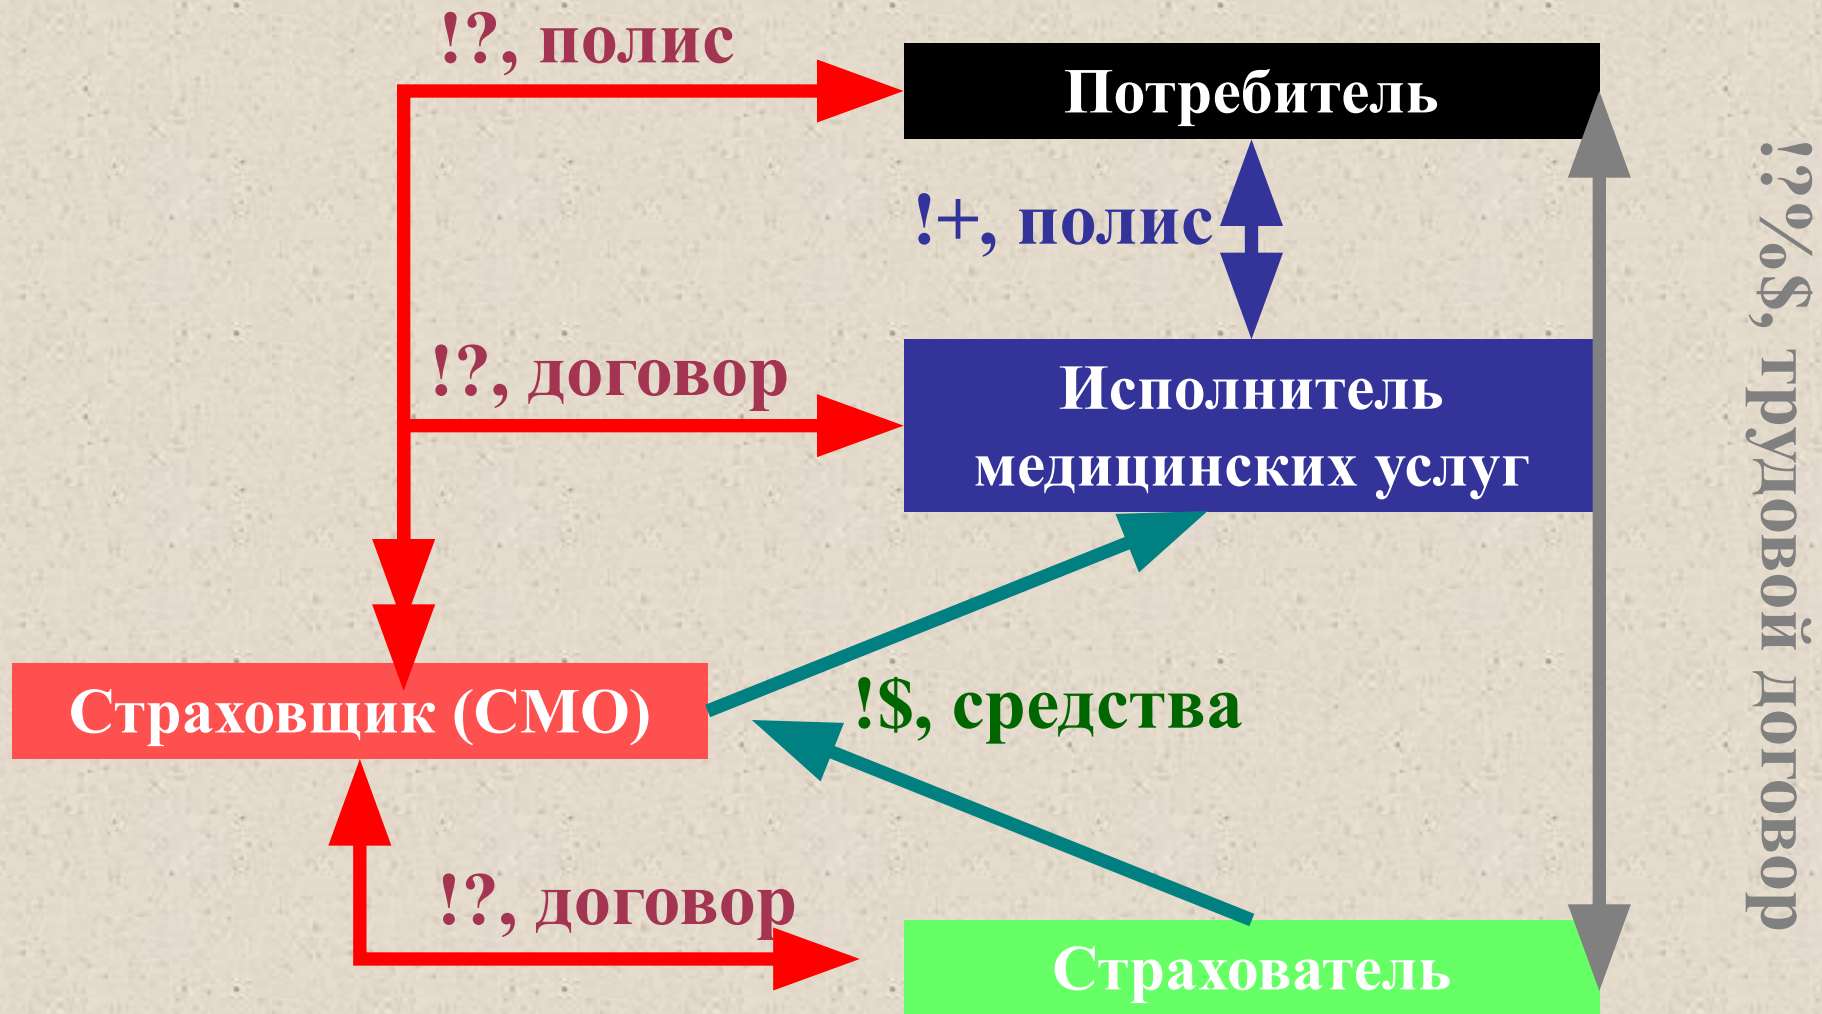 !?, полис
Потребитель
!+, полис
!?, договор
Исполнитель
медицинских услуг
Страховщик (СМО)
!$, средства
!?, договор
Страхователь
!?%$, трудовой договор